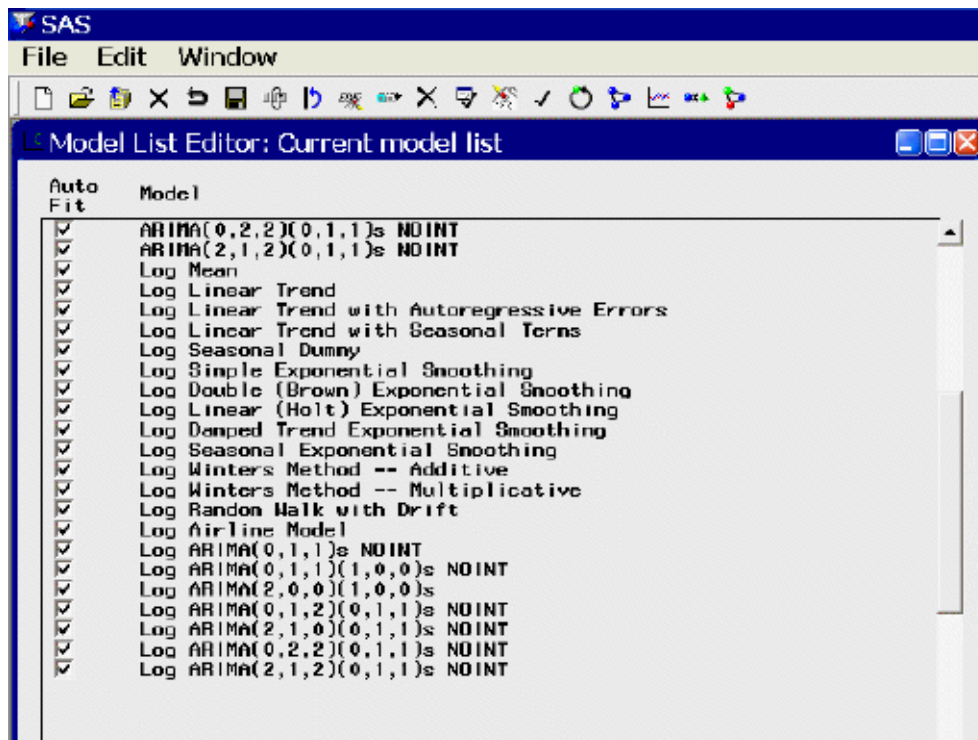 SAS
File Edit Window
Model List Editor: Current model list
Auto
Fit
Model
ARIMA(0,2,2)(0,1,1)s NOINT
ARIMA(2,1,2)(0,1,1)s NOINT
Log Mean
Log Linear Trend
Log Linear Trend with Autoregressive Errors
Log Linear Trend with Seasonal Terms
Log Seasonal Dummy
Log Simple Exponential Smoothing
Log Double (Brown) Exponential Smoothing
Log Linear (Holt) Exponential Smoothing
Log Damped Trend Exponential Smoothing
Log Seasonal Exponential Smoothing
Log Winters Method -- Additive
Log Winters Method -- Multiplicative
Log Random Walk with Drift
Log Airline Model
Log ARIMA(0,1,1)s NOINT
Log ARIMA(0,1,1)(1,0,0)s NOINT
Log ARIMA(2,0,0)(1,0,0)s
Log ARIMA(0,1,2)(0,1,1)s NOINT
Log ARIMA(2,1,0)(0,1,1)s NOINT
Log ARIMA(0,2,2)(0,1,1)s NOINT
Log ARIMA(2,1,2)(0,1,1)s NOINT